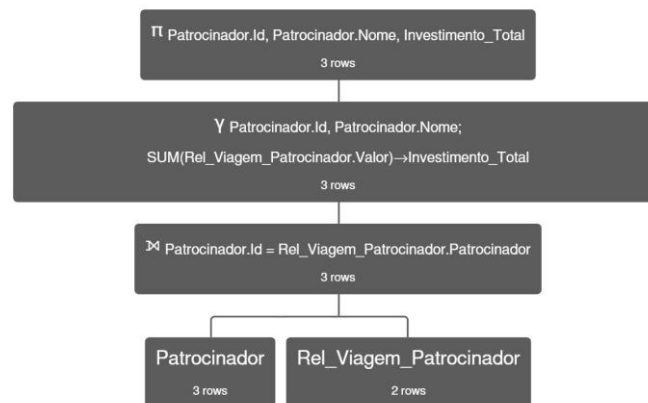 π Patrocinador.Id, Patrocinador.Nome, Investimento_Total
3 rows
γ Patrocinador.Id, Patrocinador.Nome;
SUM(Rel_Viagem_Patrocinador.Valor)→Investimento_Total
3 rows
⟕ Patrocinador.Id = Rel_Viagem_Patrocinador.Patrocinador
3 rows
Patrocinador
3 rows
Rel_Viagem_Patrocinador
2 rows